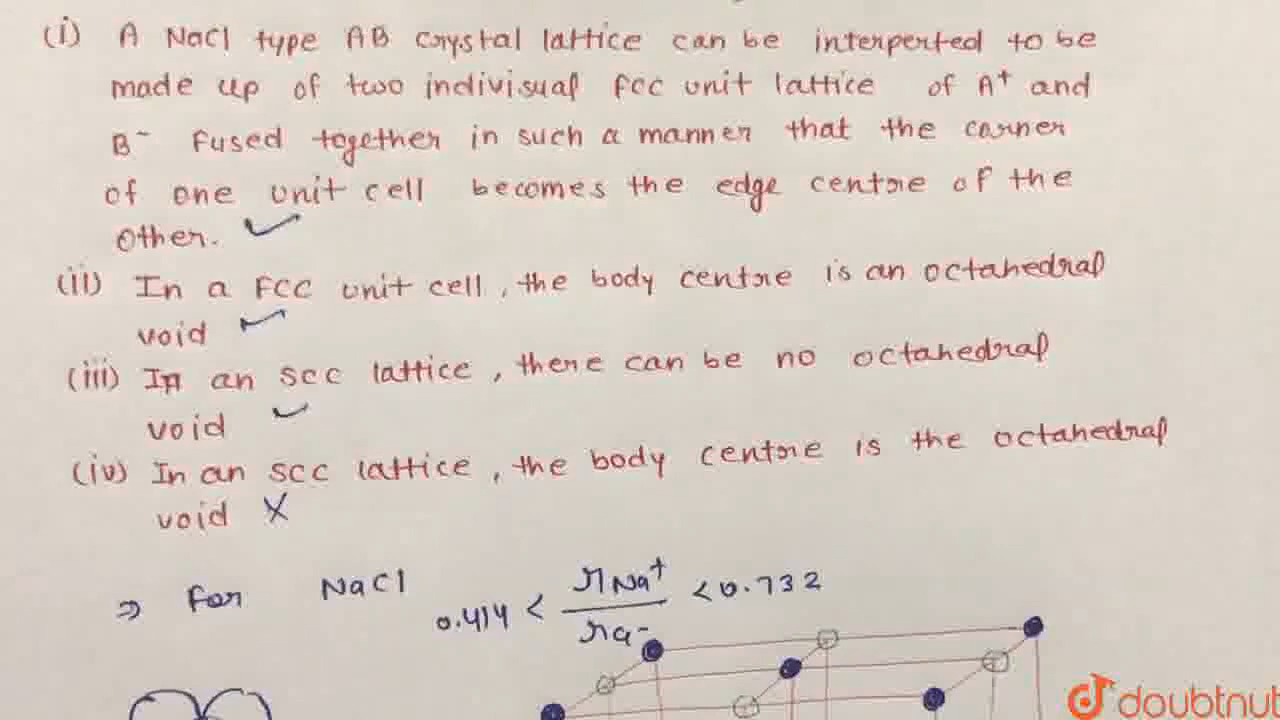 (i) A NaCl type AB crystal lattice can be interperted to be
made up of two indivisual FCC unit lattice of A⁺ and
B⁻ Fused together in such a manner that the corner
of one unit cell becomes the edge centre of the
other. ✓
(ii) In a FCC unit cell, the body centre is an octahedral
void ✓
(iii) In an SCC lattice, there can be no octahedral
void ✓
(iv) In an SCC lattice, the body centre is the octahedral
void X
⇒ For NaCl 0.414 < rNa⁺/rCl⁻ < 0.732
doubtnut